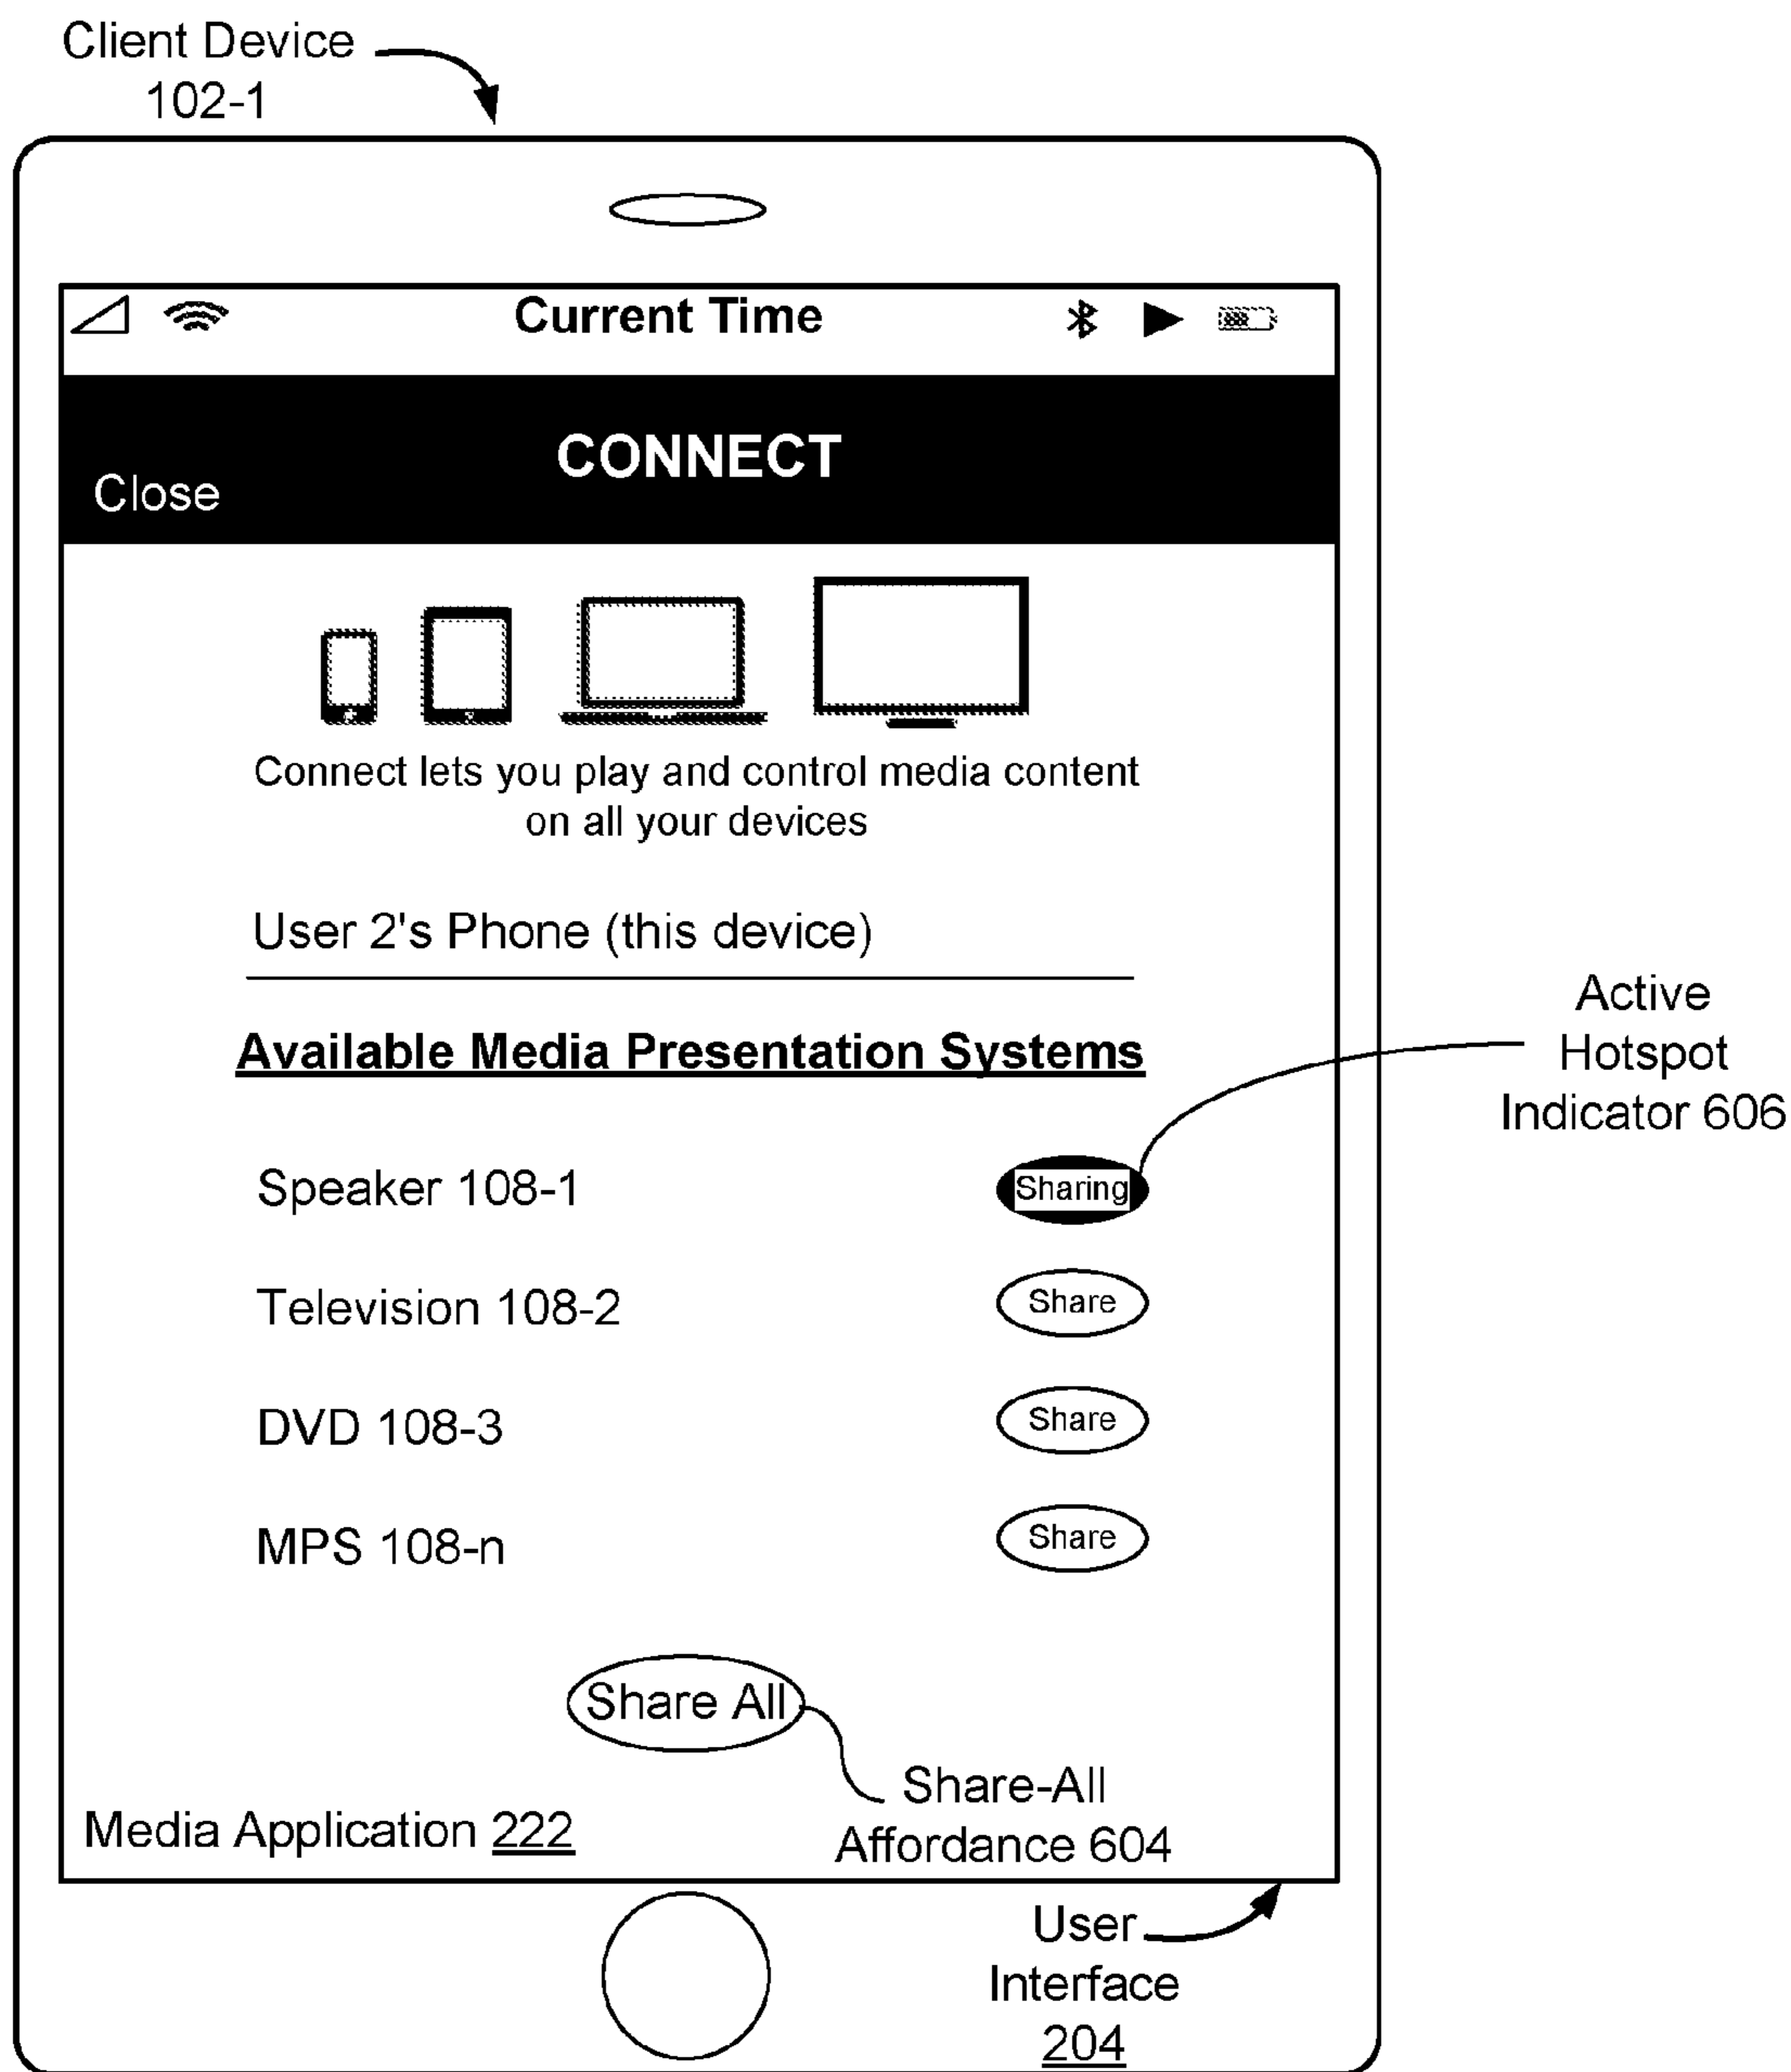 Client Device
102-1
Current Time
CONNECT
Close
Connect lets you play and control media content
on all your devices
User 2's Phone (this device)
Available Media Presentation Systems
Active
Hotspot
Indicator 606
Speaker 108-1
Sharing
Television 108-2
Share
DVD 108-3
Share
MPS 108-n
Share
Share All
Share-All
Affordance 604
Media Application 222
User
Interface
204